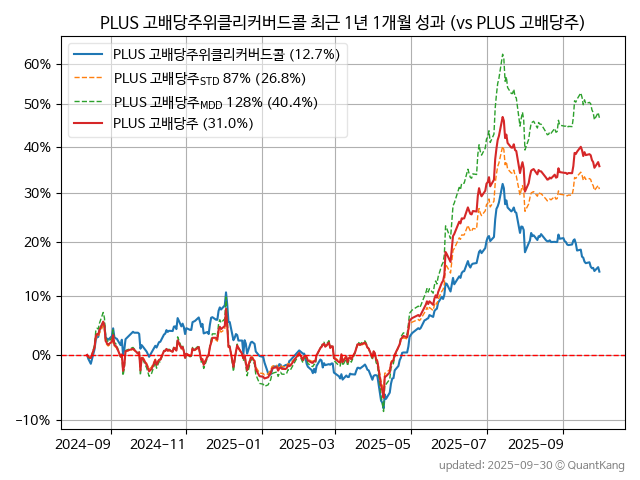 PLUS 고배당주위클리커버드콜 최근 1년 1개월 성과 (vs PLUS 고배당주)
PLUS 고배당주위클리커버드콜 (12.7%)
PLUS 고배당주STD 87% (26.8%)
PLUS 고배당주MDD 128% (40.4%)
PLUS 고배당주 (31.0%)
60%
50%
40%
30%
20%
10%
0%
−10%
2024-09 2024-11 2025-01 2025-03 2025-05 2025-07 2025-09
updated: 2025-09-30 © QuantKang